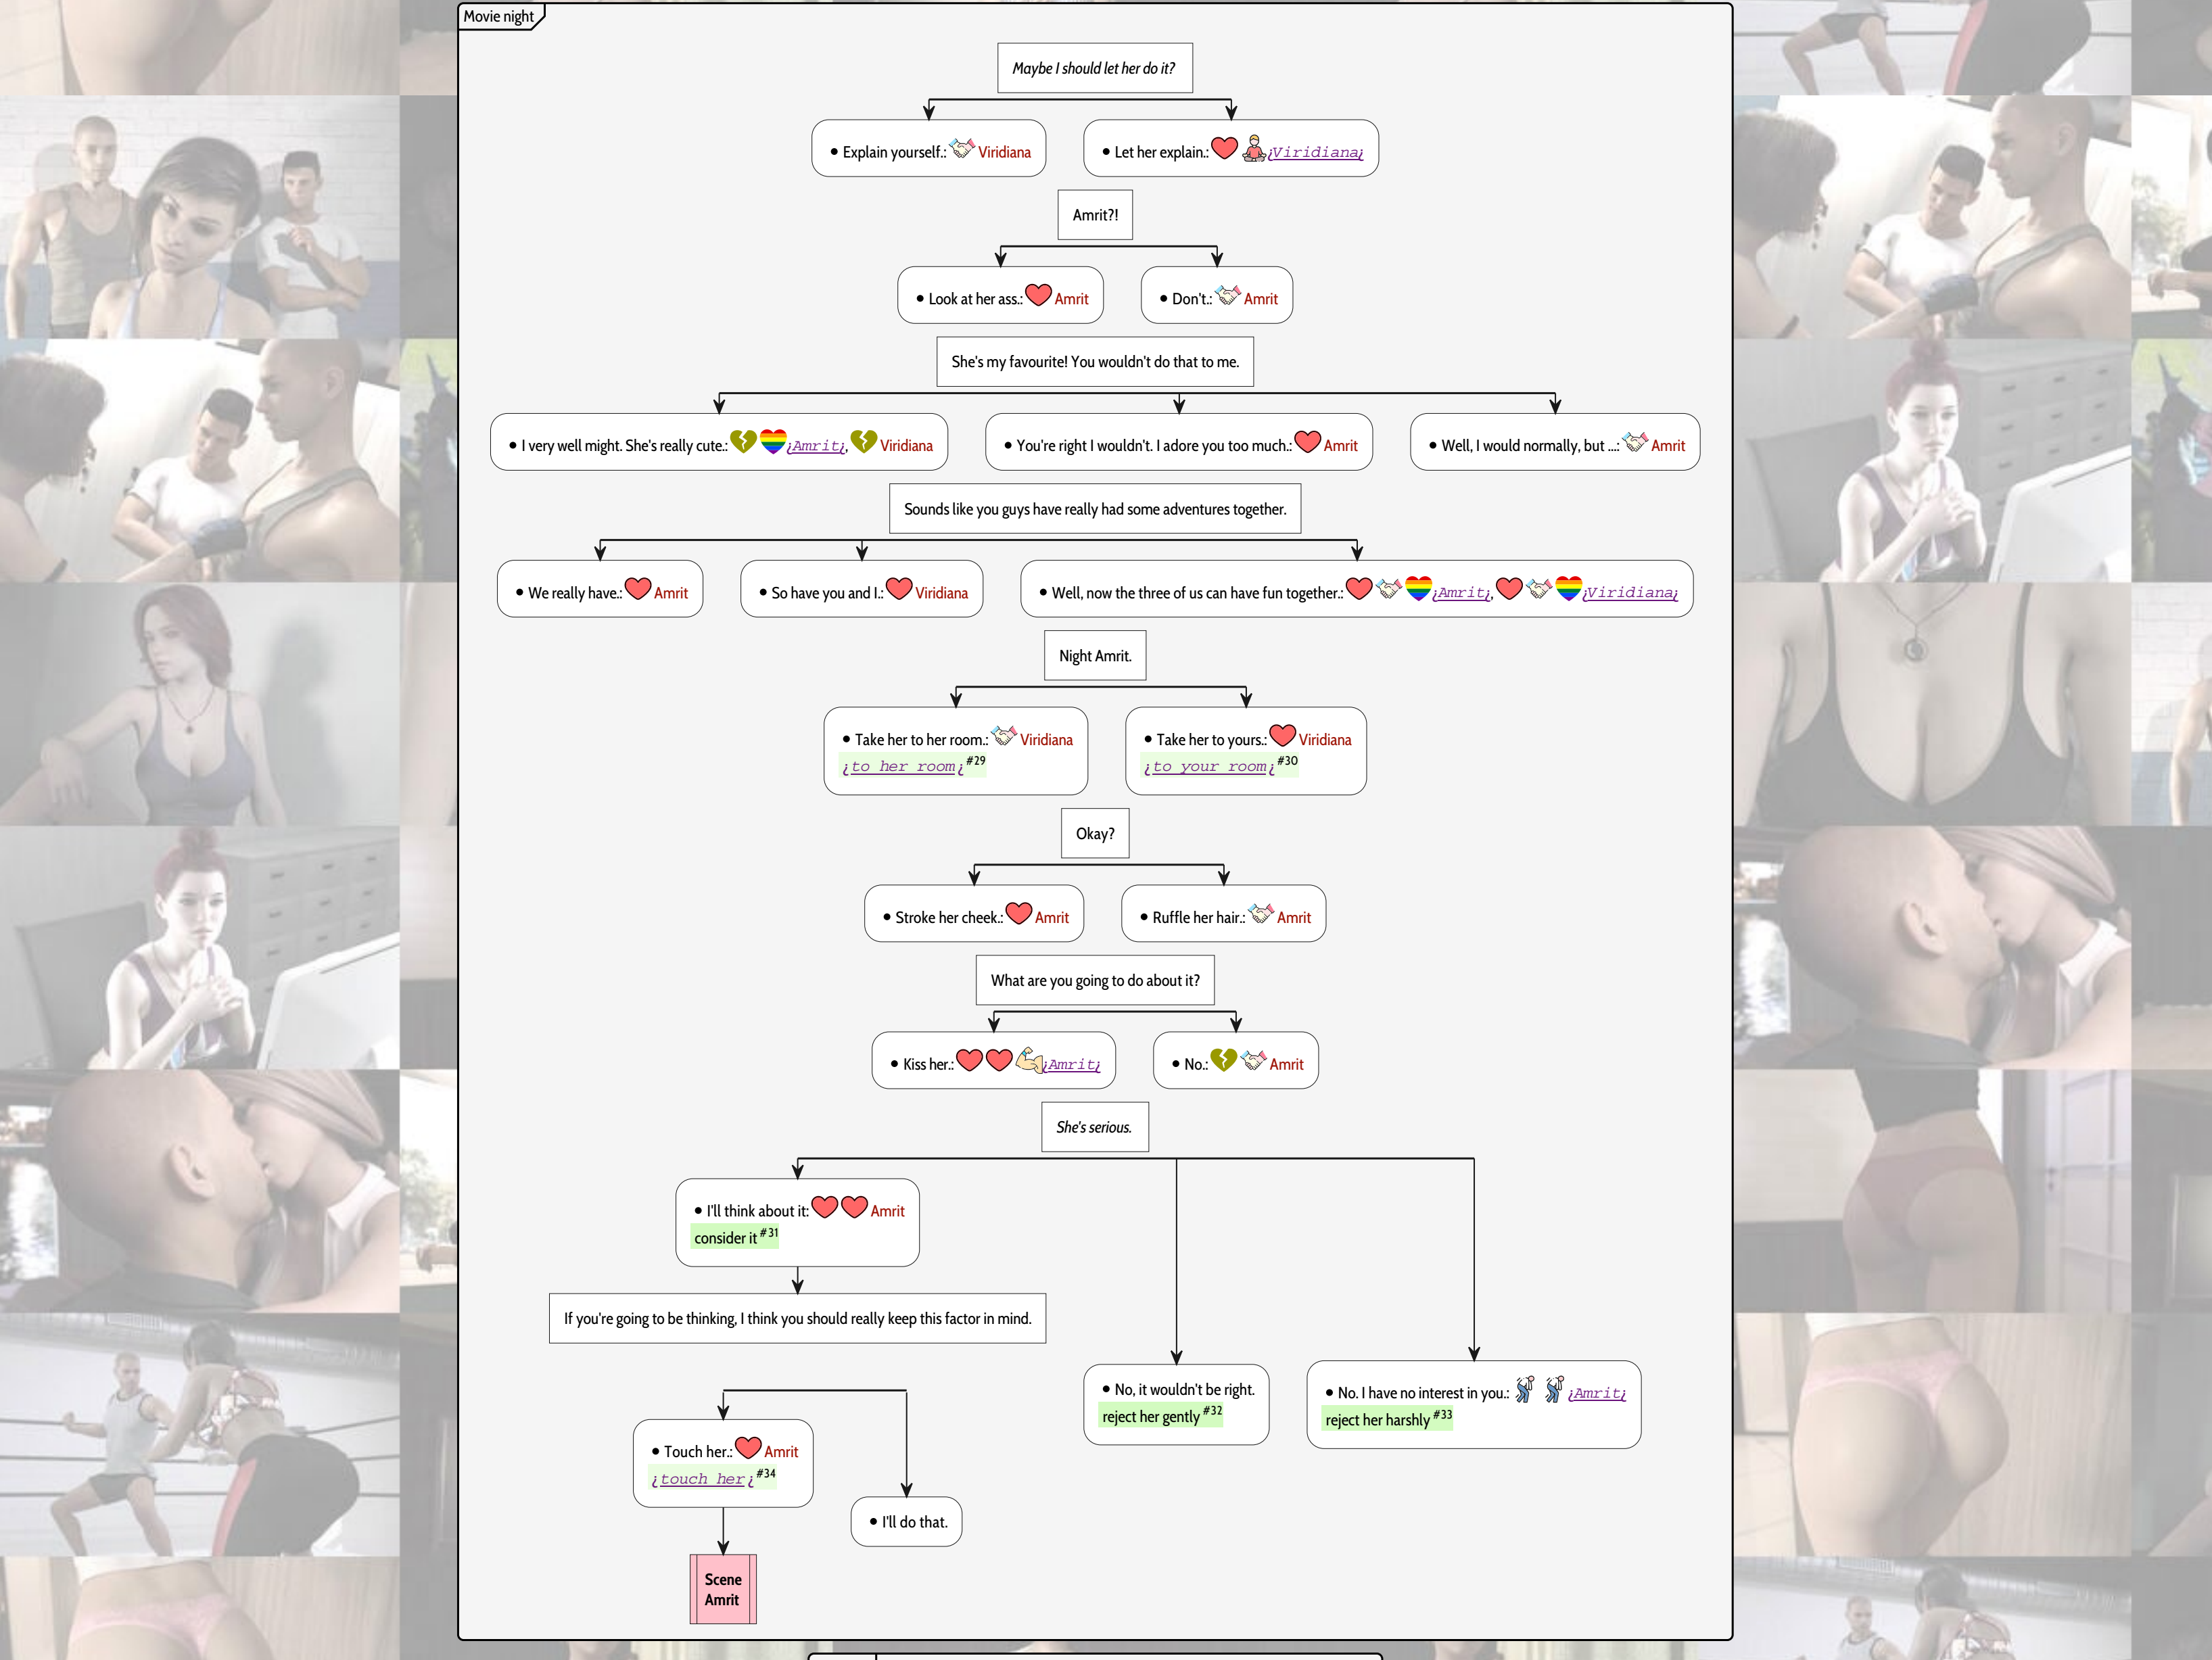 Movie night
Maybe I should let her do it?
• Explain yourself.: Viridiana
• Let her explain.: ¿Viridiana¿
Amrit?!
• Look at her ass.: Amrit
• Don't.: Amrit
She's my favourite! You wouldn't do that to me.
• I very well might. She's really cute.: ¿Amrit¿, Viridiana
• You're right I wouldn't. I adore you too much.: Amrit
• Well, I would normally, but ...: Amrit
Sounds like you guys have really had some adventures together.
• We really have.: Amrit
• So have you and I.: Viridiana
• Well, now the three of us can have fun together.: ¿Amrit¿, ¿Viridiana¿
Night Amrit.
• Take her to her room.: Viridiana
¿to her room¿ #29
• Take her to yours.: Viridiana
¿to your room¿ #30
Okay?
• Stroke her cheek.: Amrit
• Ruffle her hair.: Amrit
What are you going to do about it?
• Kiss her.: ¿Amrit¿
• No.: Amrit
She's serious.
• I'll think about it: Amrit
consider it #31
If you're going to be thinking, I think you should really keep this factor in mind.
• No, it wouldn't be right.
reject her gently #32
• No. I have no interest in you.: ¿Amrit¿
reject her harshly #33
• Touch her.: Amrit
¿touch her¿ #34
• I'll do that.
Scene
Amrit